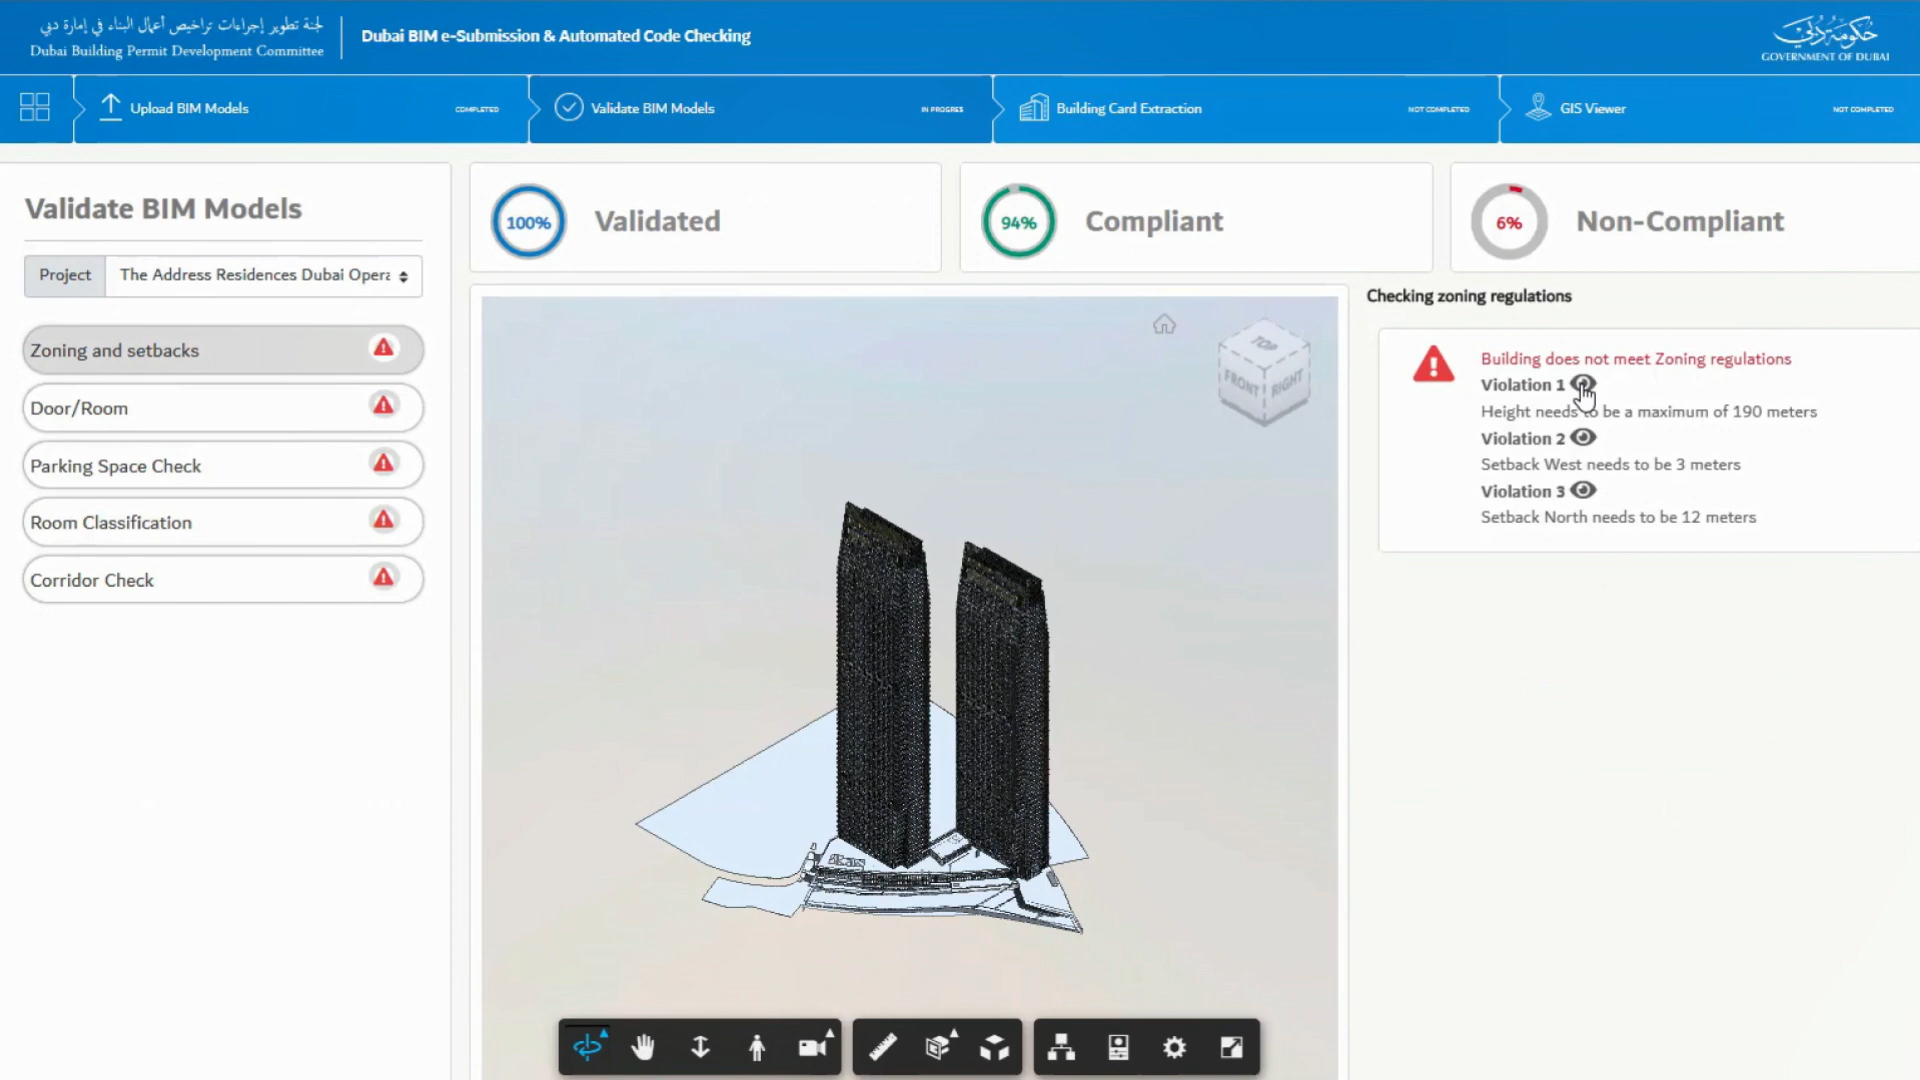 لجنة تطوير إجراءات تراخيص أعمال البناء في إمارة دبي
Dubai Building Permit Development Committee
Dubai BIM e-Submission & Automated Code Checking
حكومة دبي
GOVERNMENT OF DUBAI
Upload BIM Models
COMPLETED
Validate BIM Models
IN PROGRES
Building Card Extraction
NOT COMPLETED
GIS Viewer
NOT COMPLETED
Validate BIM Models
Project
The Address Residences Dubai Opera
Zoning and setbacks
Door/Room
Parking Space Check
Room Classification
Corridor Check
100%
Validated
94%
Compliant
6%
Non-Compliant
TOP
FRONT
RIGHT
Checking zoning regulations
Building does not meet Zoning regulations
Violation 1
Height needs to be a maximum of 190 meters
Violation 2
Setback West needs to be 3 meters
Violation 3
Setback North needs to be 12 meters